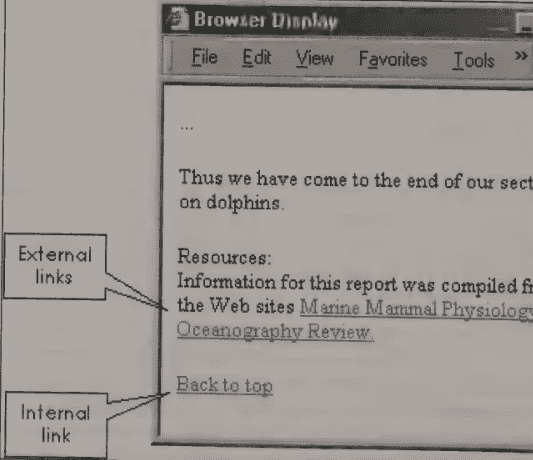 Browser Display
File Edit View Favorites Tools »
...
Thus we have come to the end of our sect
on dolphins.
Resources:
Information for this report was compiled fr
the Web sites Marine Mammal Physiology
Oceanography Review.
Back to top
External
links
Internal
link